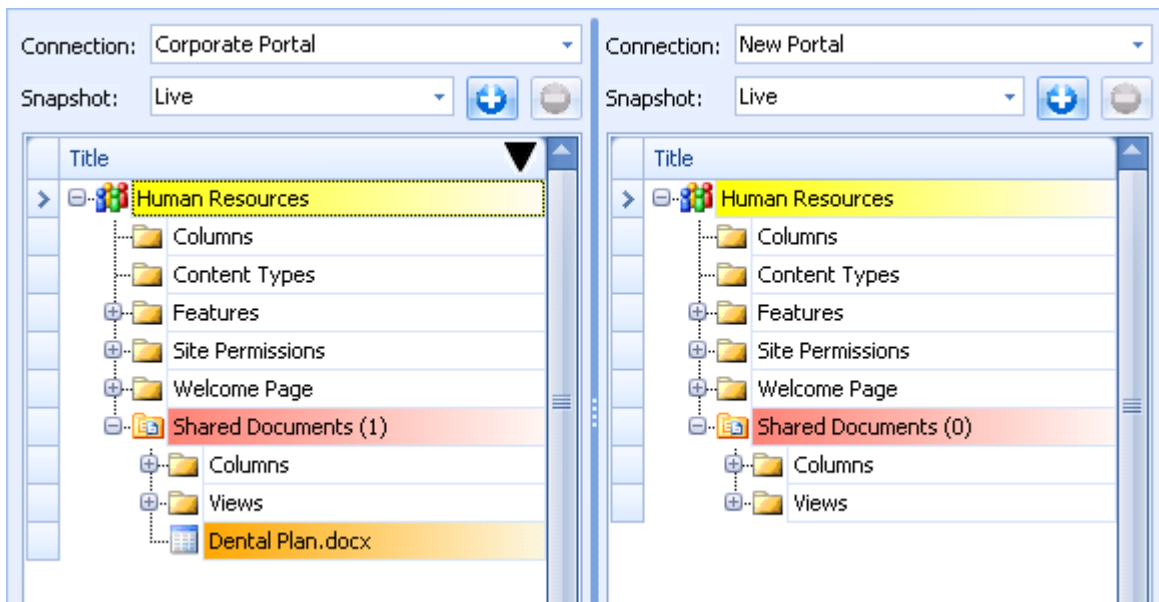 Connection: Corporate Portal
Snapshot: Live
Title
Human Resources
Columns
Content Types
Features
Site Permissions
Welcome Page
Shared Documents (1)
Columns
Views
Dental Plan.docx
Connection: New Portal
Snapshot: Live
Title
Human Resources
Columns
Content Types
Features
Site Permissions
Welcome Page
Shared Documents (0)
Columns
Views